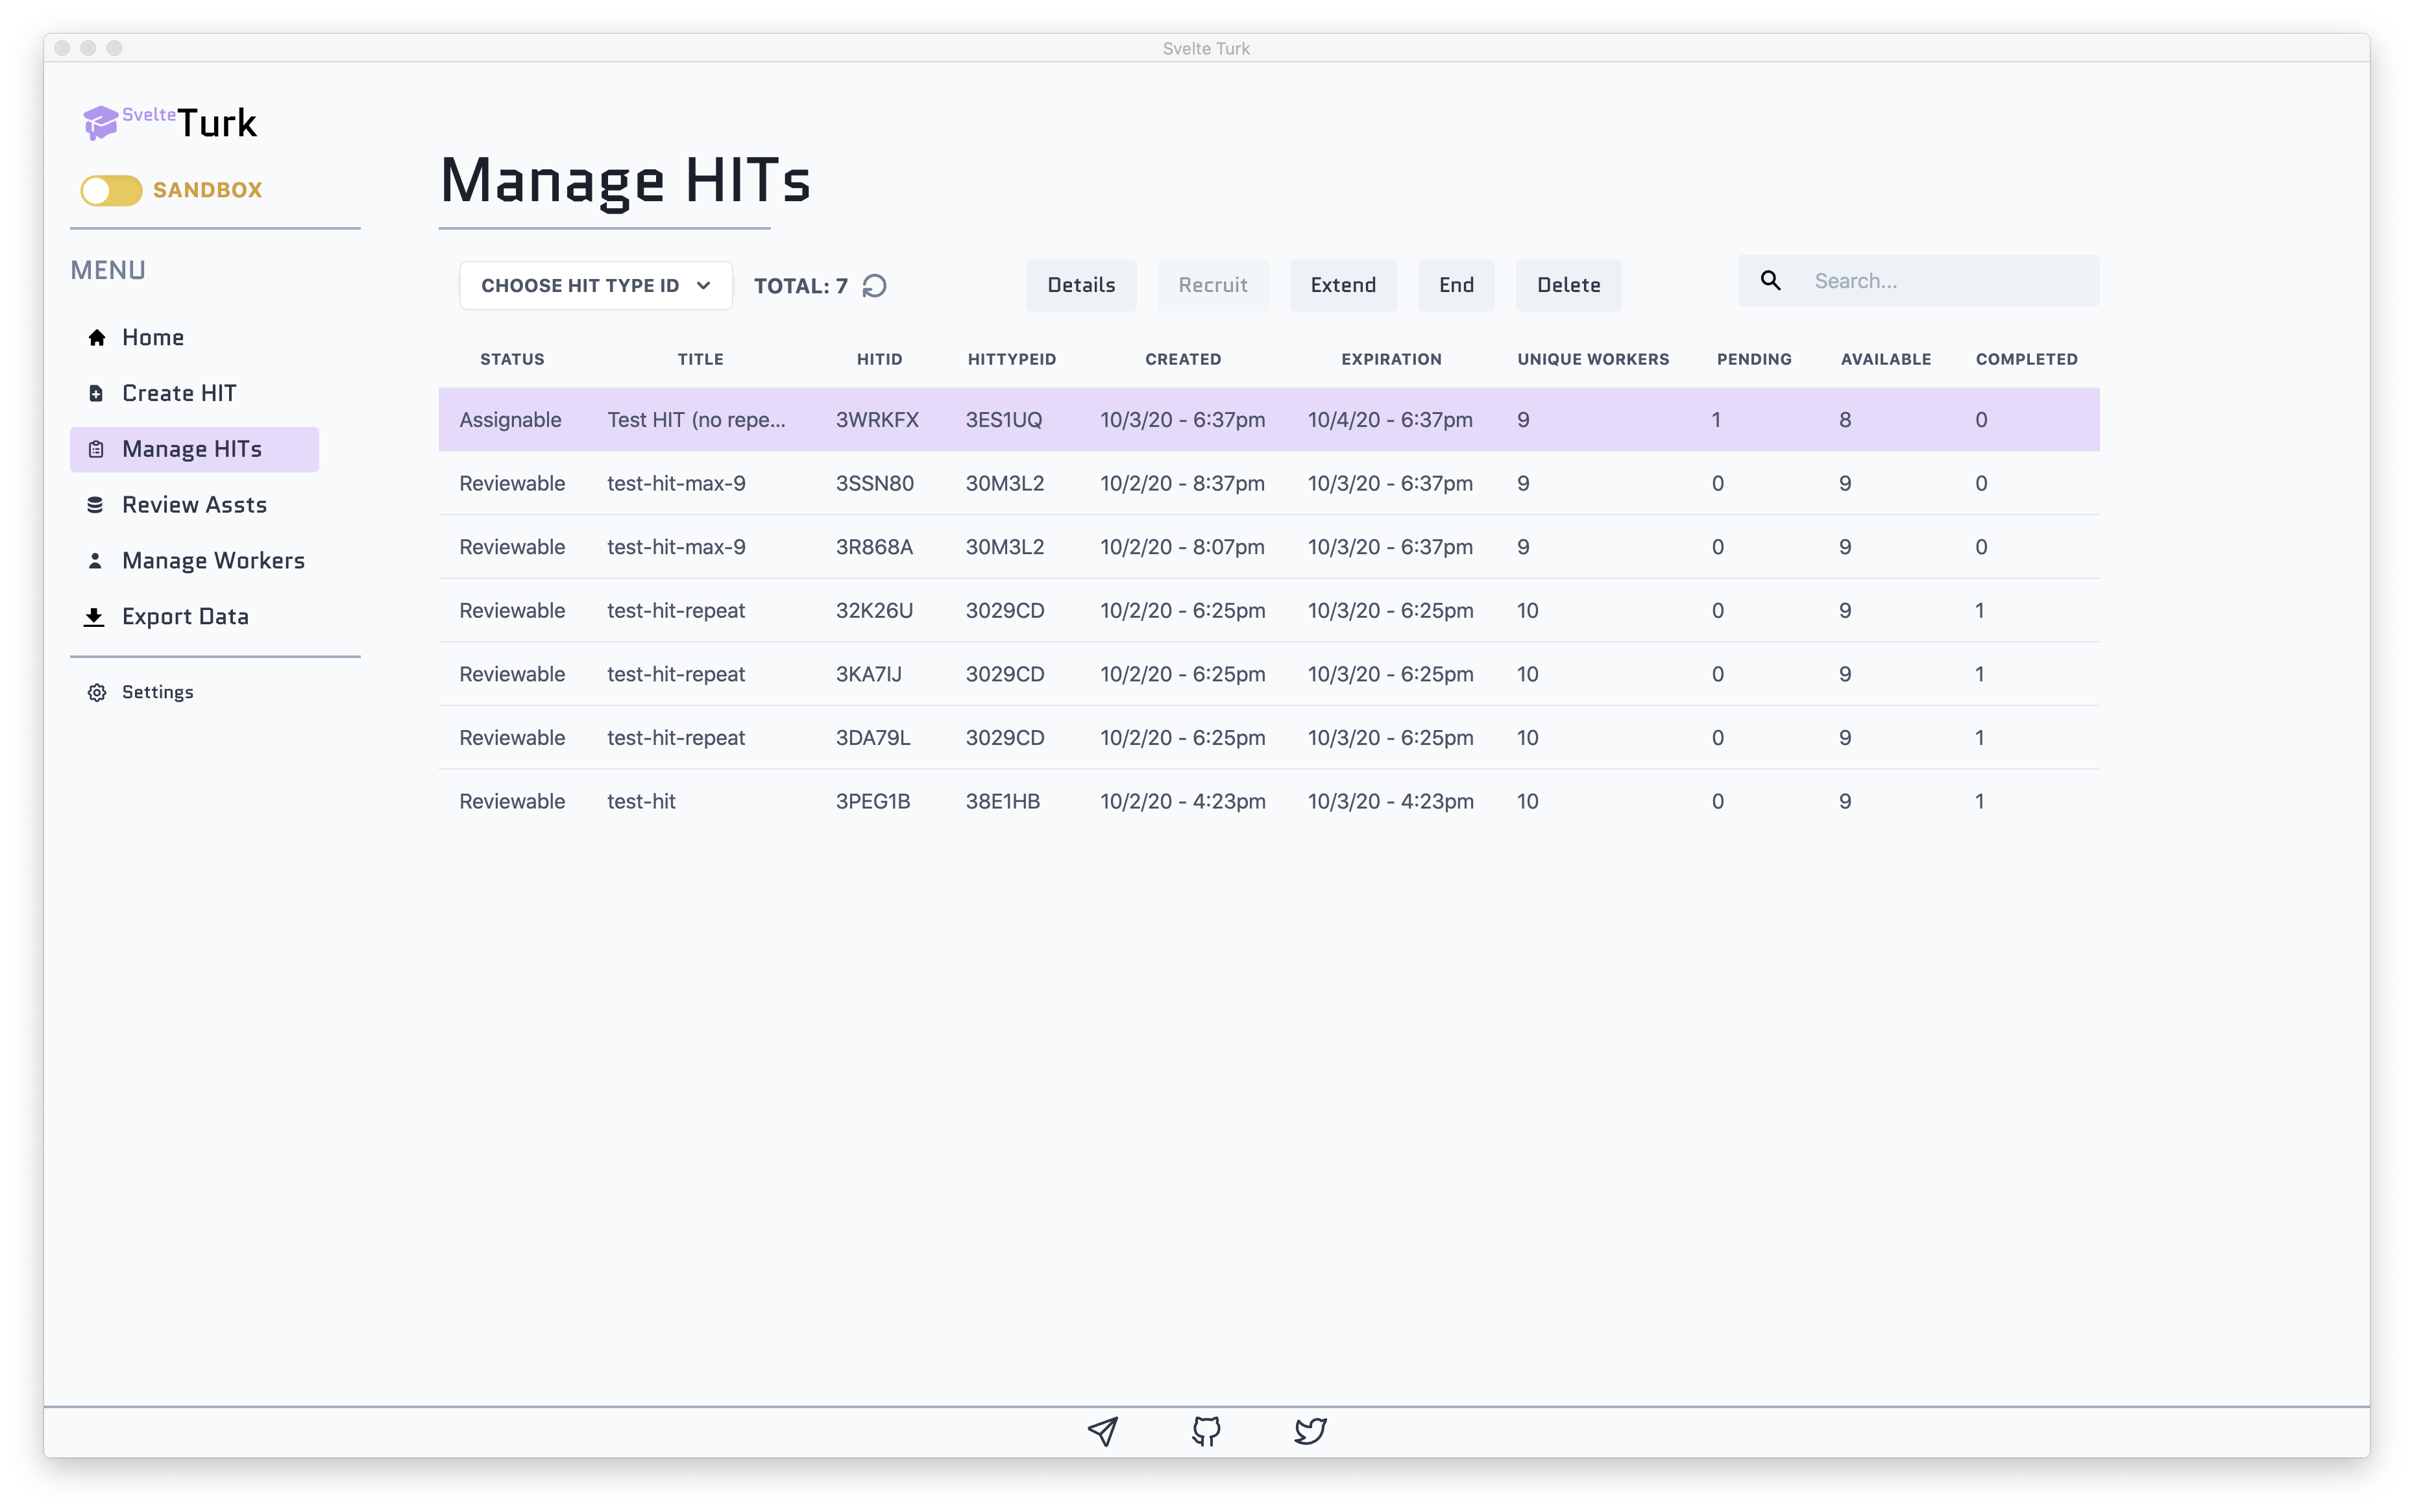 Svelte Turk
SvelteTurk
SANDBOX
MENU
Home
Create HIT
Manage HITs
Review Assts
Manage Workers
Export Data
Settings
Manage HITs
CHOOSE HIT TYPE ID TOTAL: 7 Details Recruit Extend End Delete Search...
STATUS TITLE HITID HITTYPEID CREATED EXPIRATION UNIQUE WORKERS PENDING AVAILABLE COMPLETED
Assignable Test HIT (no repe... 3WRKFX 3ES1UQ 10/3/20 - 6:37pm 10/4/20 - 6:37pm 9 1 8 0
Reviewable test-hit-max-9 3SSN80 30M3L2 10/2/20 - 8:37pm 10/3/20 - 6:37pm 9 0 9 0
Reviewable test-hit-max-9 3R868A 30M3L2 10/2/20 - 8:07pm 10/3/20 - 6:37pm 9 0 9 0
Reviewable test-hit-repeat 32K26U 3029CD 10/2/20 - 6:25pm 10/3/20 - 6:25pm 10 0 9 1
Reviewable test-hit-repeat 3KA7IJ 3029CD 10/2/20 - 6:25pm 10/3/20 - 6:25pm 10 0 9 1
Reviewable test-hit-repeat 3DA79L 3029CD 10/2/20 - 6:25pm 10/3/20 - 6:25pm 10 0 9 1
Reviewable test-hit 3PEG1B 38E1HB 10/2/20 - 4:23pm 10/3/20 - 4:23pm 10 0 9 1